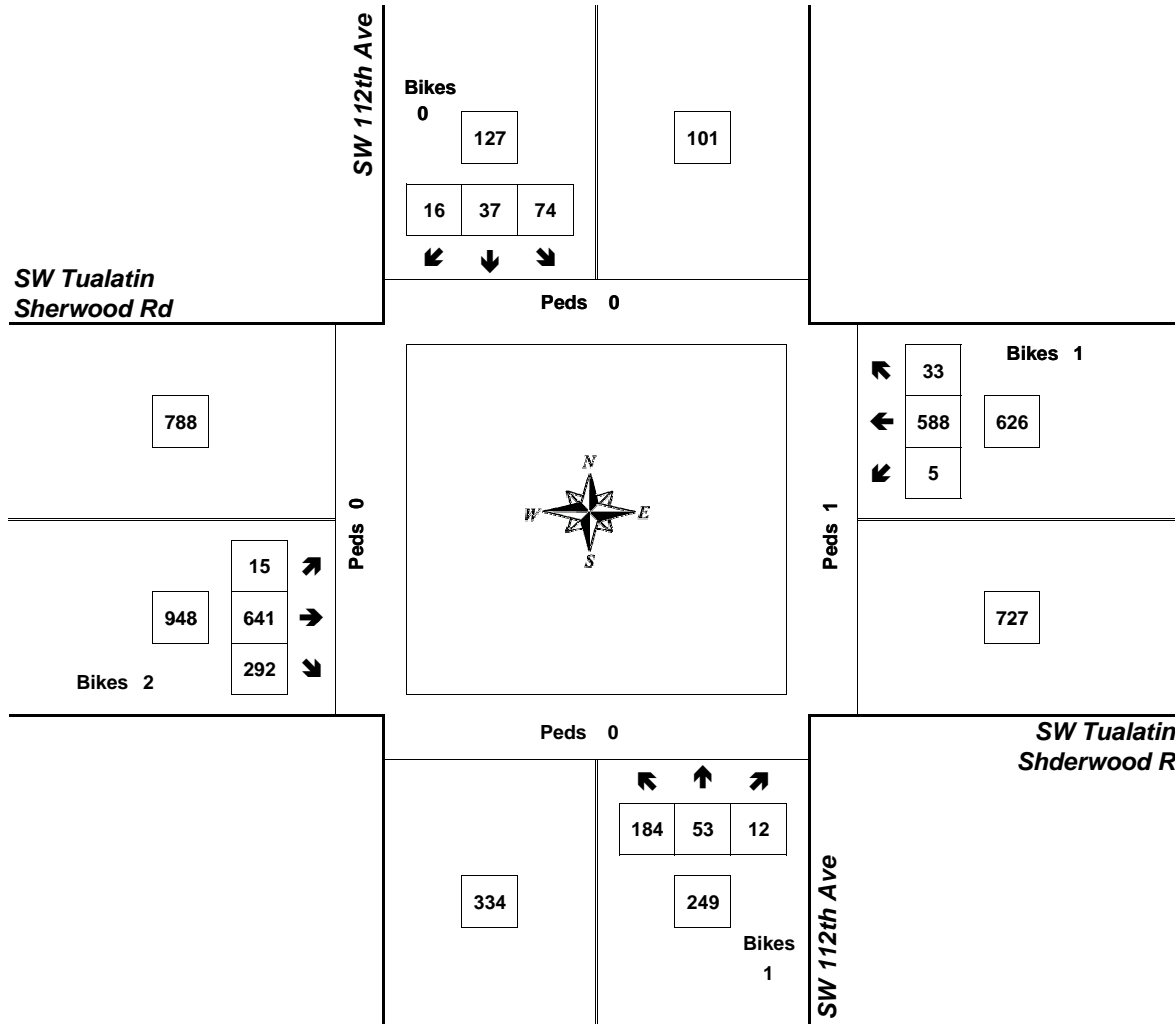 SW 112th Ave
Bikes
0
127
101
16 37 74
SW Tualatin
Sherwood Rd
Peds 0
788
Peds 0
N
W E
S
Peds 1
33
588
5
626
Bikes 1
948
15
641
292
Bikes 2
727
Peds 0
SW Tualatin
Shderwood R
184 53 12
334
249
Bikes
1
SW 112th Ave